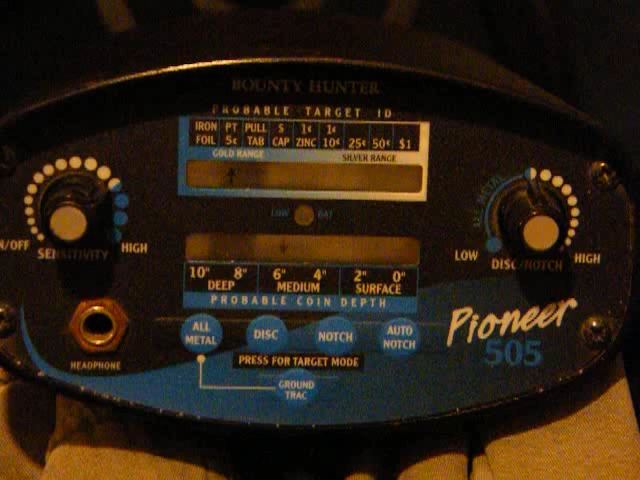 BOUNTY HUNTER
PROBABLE TARGET ID
IRON PT PULL S 1¢ 1¢
FOIL 5¢ TAB CAP ZINC 10¢ 25¢ 50¢ $1
GOLD RANGE SILVER RANGE
LOW BAT
N/OFF SENSITIVITY HIGH
ALL METAL
LOW DISC/NOTCH HIGH
10" 8" 6" 4" 2" 0"
DEEP MEDIUM SURFACE
PROBABLE COIN DEPTH
HEADPHONE
ALL
METAL
DISC
NOTCH
AUTO
NOTCH
PRESS FOR TARGET MODE
GROUND
TRAC
Pioneer
505